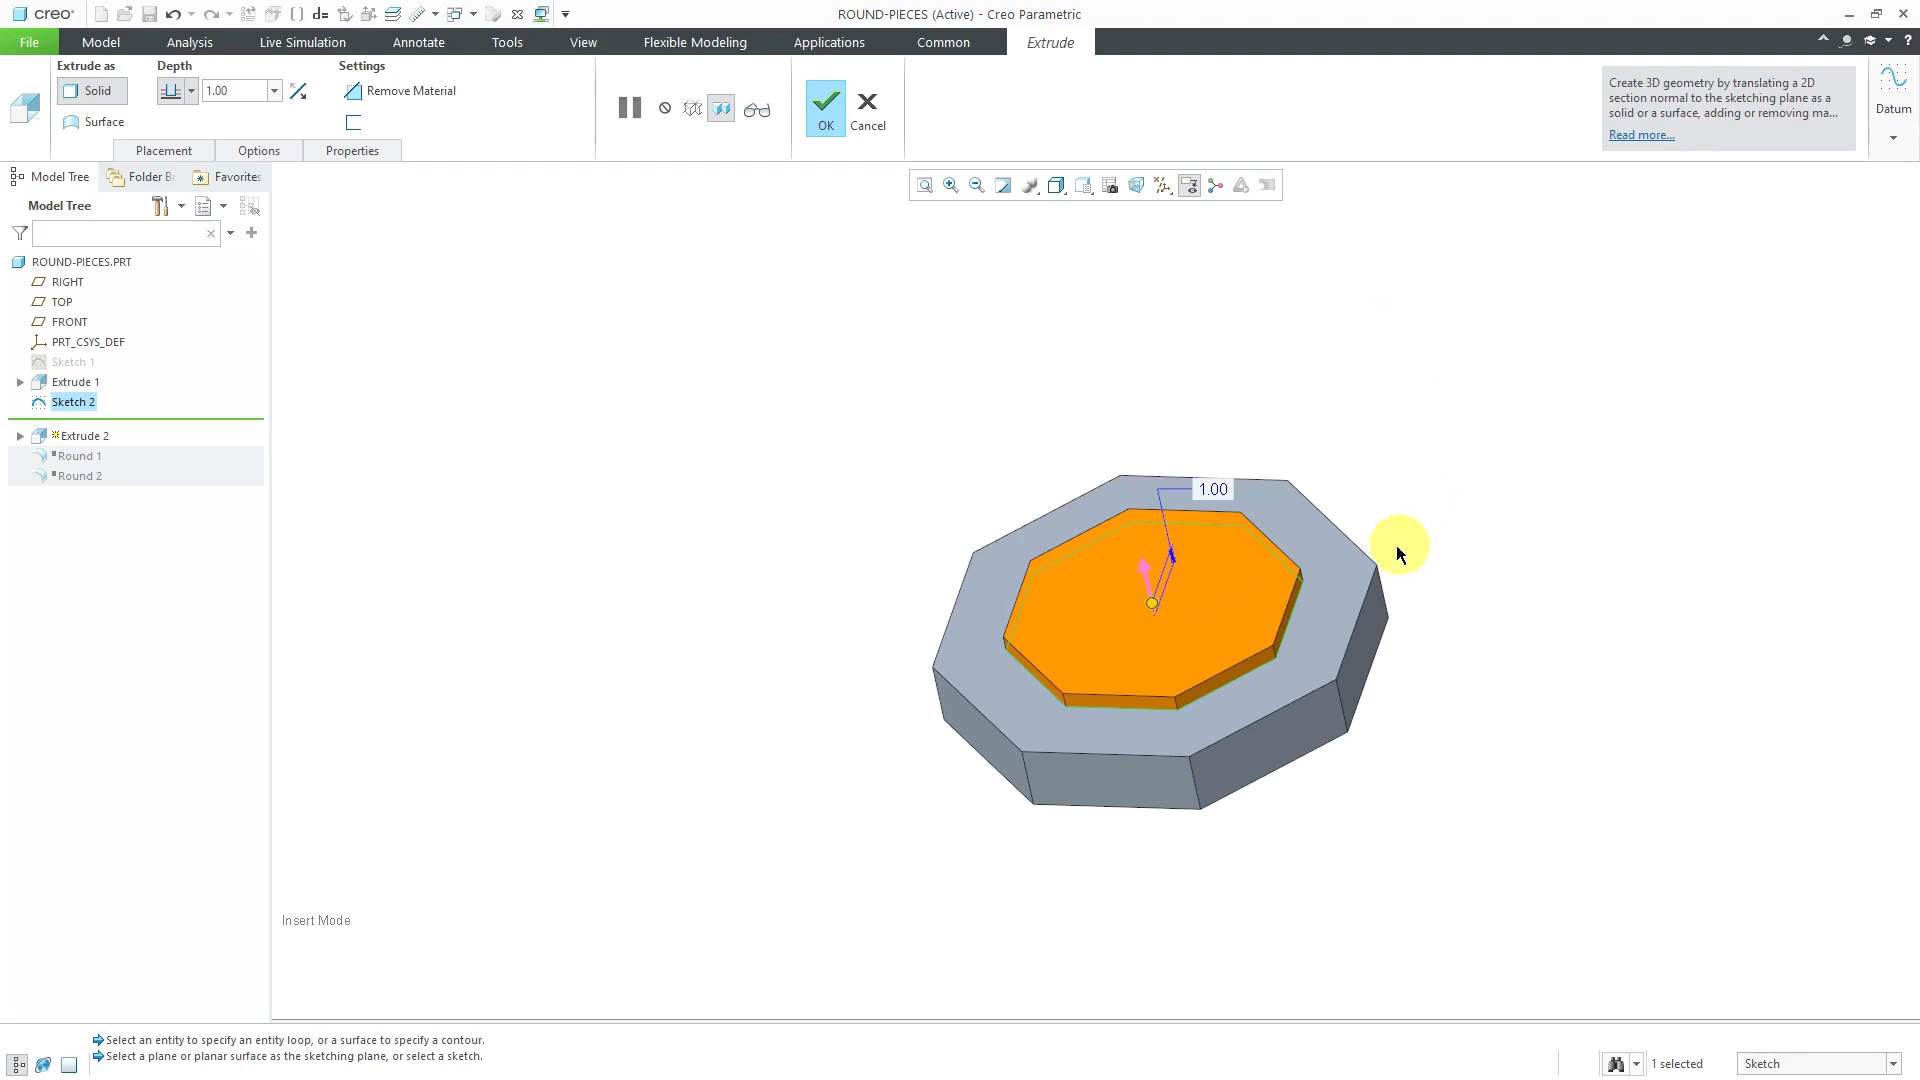 creo
ROUND-PIECES (Active) - Creo Parametric
File
Model
Analysis
Live Simulation
Annotate
Tools
View
Flexible Modeling
Applications
Common
Extrude
Extrude as
Depth
Settings
Solid
1.00
Remove Material
Surface
OK
Cancel
Create 3D geometry by translating a 2D
section normal to the sketching plane as a
solid or a surface, adding or removing ma...
Read more...
Datum
Placement
Options
Properties
Model Tree
Folder B
Favorites
Model Tree
ROUND-PIECES.PRT
RIGHT
TOP
FRONT
PRT_CSYS_DEF
Sketch 1
Extrude 1
Sketch 2
Extrude 2
Round 1
Round 2
1.00
Insert Mode
Select an entity to specify an entity loop, or a surface to specify a contour.
Select a plane or planar surface as the sketching plane, or select a sketch.
1 selected
Sketch